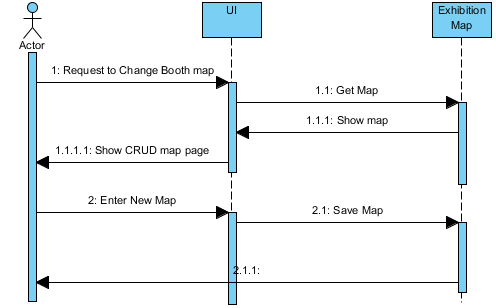 UI
Exhibition
Map
Actor
1: Request to Change Booth map
1.1: Get Map
1.1.1: Show map
1.1.1.1: Show CRUD map page
2: Enter New Map
2.1: Save Map
2.1.1: